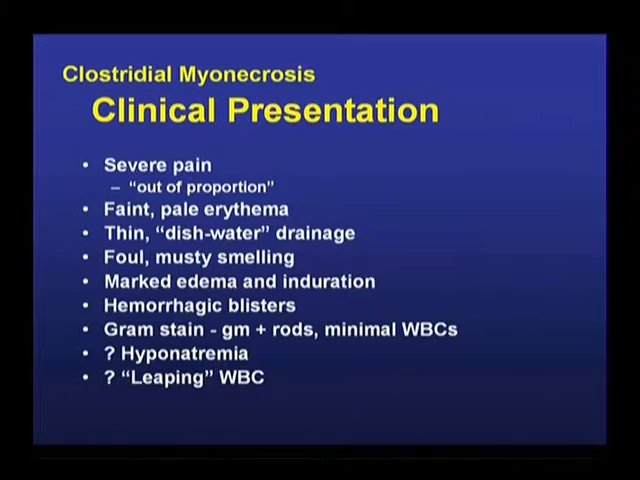 Clostridial Myonecrosis
Clinical Presentation
• Severe pain
– “out of proportion”
• Faint, pale erythema
• Thin, “dish-water” drainage
• Foul, musty smelling
• Marked edema and induration
• Hemorrhagic blisters
• Gram stain - gm + rods, minimal WBCs
• ? Hyponatremia
• ? “Leaping” WBC